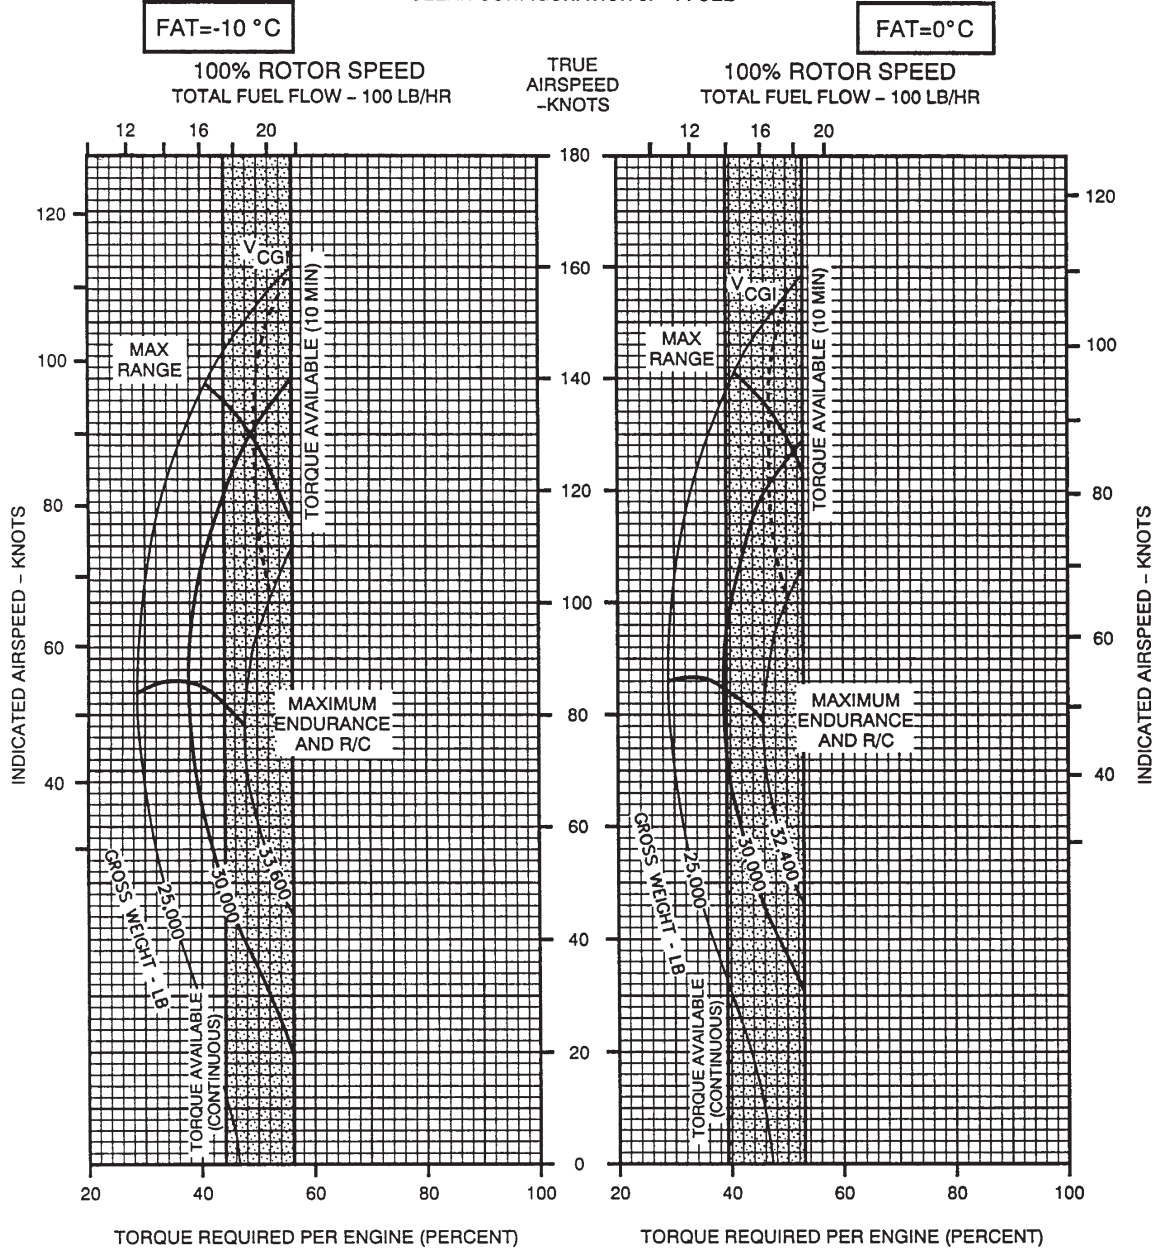 FAT=-10 °C
FAT=0°C
100% ROTOR SPEED
TOTAL FUEL FLOW – 100 LB/HR
TRUE
AIRSPEED
–KNOTS
100% ROTOR SPEED
TOTAL FUEL FLOW – 100 LB/HR
12 16 20
12 16 20
180
160
140
120
100
80
60
40
20
0
120
100
80
60
40
120
100
80
60
40
INDICATED AIRSPEED – KNOTS
INDICATED AIRSPEED – KNOTS
V CGI
MAX
RANGE
TORQUE AVAILABLE (10 MIN)
MAXIMUM
ENDURANCE
AND R/C
GROSS WEIGHT - LB
25,000
30,000
33,600
TORQUE AVAILABLE
(CONTINUOUS)
V CGI
MAX
RANGE
TORQUE AVAILABLE (10 MIN)
MAXIMUM
ENDURANCE
AND R/C
GROSS WEIGHT - LB
25,000
30,000
32,400
TORQUE AVAILABLE
(CONTINUOUS)
20 40 60 80 100
20 40 60 80 100
TORQUE REQUIRED PER ENGINE (PERCENT)
TORQUE REQUIRED PER ENGINE (PERCENT)